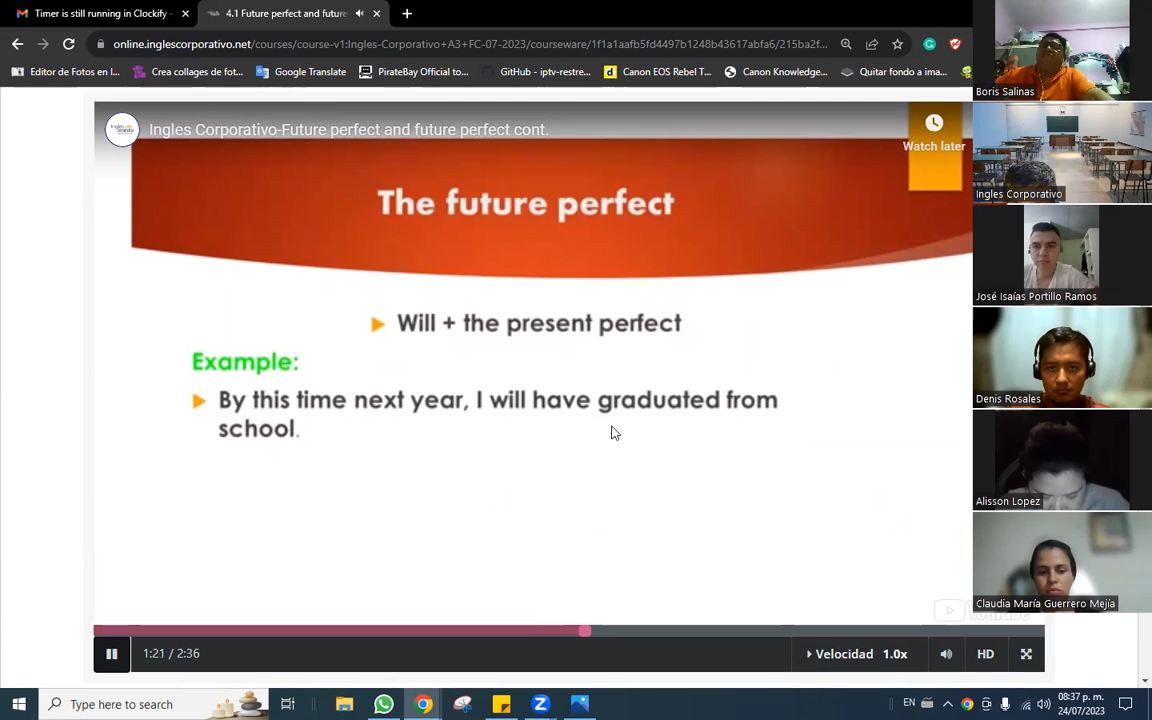 Timer is still running in Clockify -
4.1 Future perfect and future
online.inglescorporativo.net/courses/course-v1:Ingles-Corporativo+A3+FC-07-2023/courseware/1f1a1aafb5fd4497b1248b43617abfa6/215ba2f...
Editor de Fotos en l...
Crea collages de fot...
Google Translate
PirateBay Official to...
GitHub - iptv-restre...
Canon EOS Rebel T...
Canon Knowledge...
Quitar fondo a ima...
Ingles Corporativo-Future perfect and future perfect cont.
Watch later
The future perfect
Will + the present perfect
Example:
By this time next year, I will have graduated from
school.
YouTube
1:21 / 2:36
Velocidad 1.0x
HD
Boris Salinas
Ingles Corporativo
José Isaías Portillo Ramos
Denis Rosales
Alisson Lopez
Claudia María Guerrero Mejía
Type here to search
EN
08:37 p. m.
24/07/2023